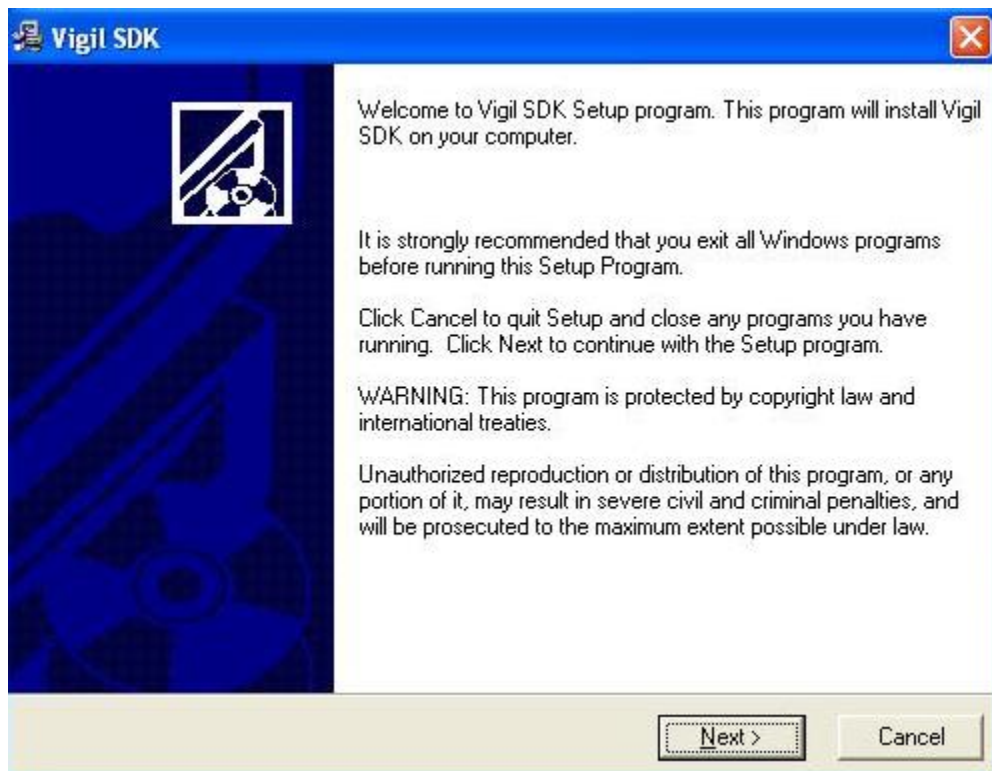 Vigil SDK
Welcome to Vigil SDK Setup program. This program will install Vigil
SDK on your computer.
It is strongly recommended that you exit all Windows programs
before running this Setup Program.
Click Cancel to quit Setup and close any programs you have
running.  Click Next to continue with the Setup program.
WARNING: This program is protected by copyright law and
international treaties.
Unauthorized reproduction or distribution of this program, or any
portion of it, may result in severe civil and criminal penalties, and
will be prosecuted to the maximum extent possible under law.
Next > Cancel